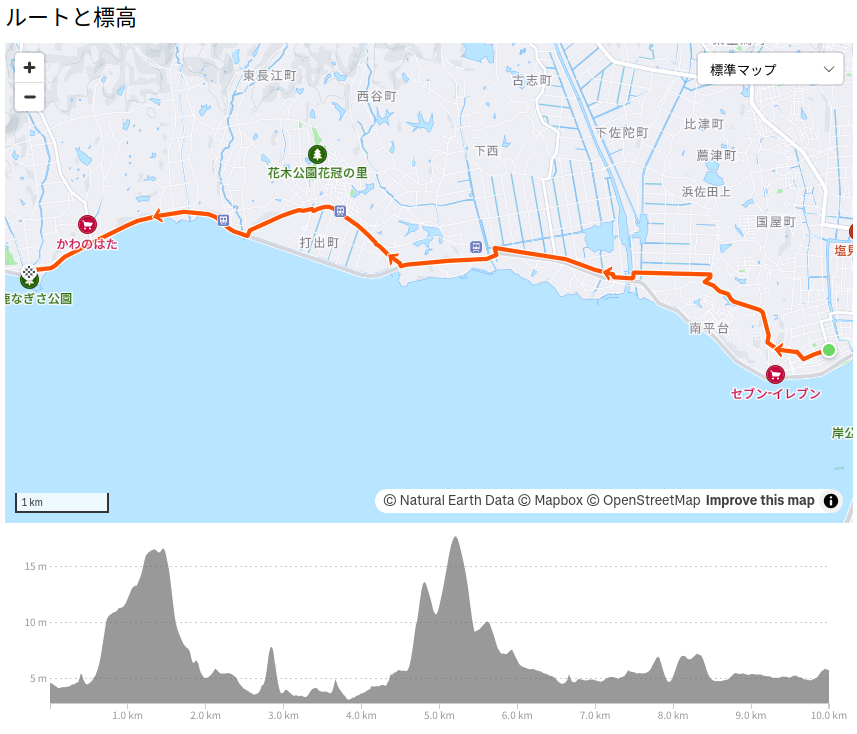 ルートと標高
+
−
標準マップ
東長江町
古志町
西谷町
下佐陀町
比津町
下西
薦津町
花木公園花冠の里
浜佐田上
国屋町
かわのはた
打出町
塩見
鹿なぎさ公園
南平台
セブン-イレブン
岸公
1 km
© Natural Earth Data © Mapbox © OpenStreetMap Improve this map
15 m
10 m
5 m
1.0 km 2.0 km 3.0 km 4.0 km 5.0 km 6.0 km 7.0 km 8.0 km 9.0 km 10.0 km